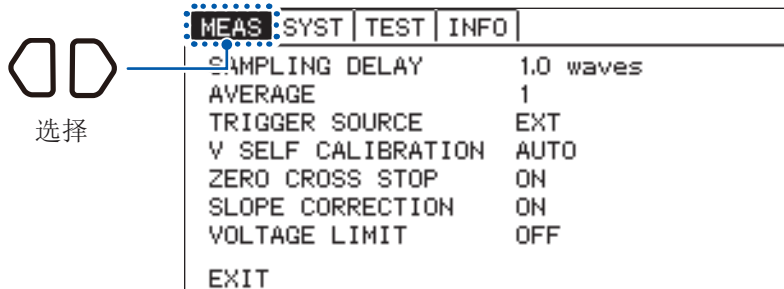 MEAS SYST TEST INFO
选择
SAMPLING DELAY 1.0 waves
AVERAGE 1
TRIGGER SOURCE EXT
V SELF CALIBRATION AUTO
ZERO CROSS STOP ON
SLOPE CORRECTION ON
VOLTAGE LIMIT OFF
EXIT